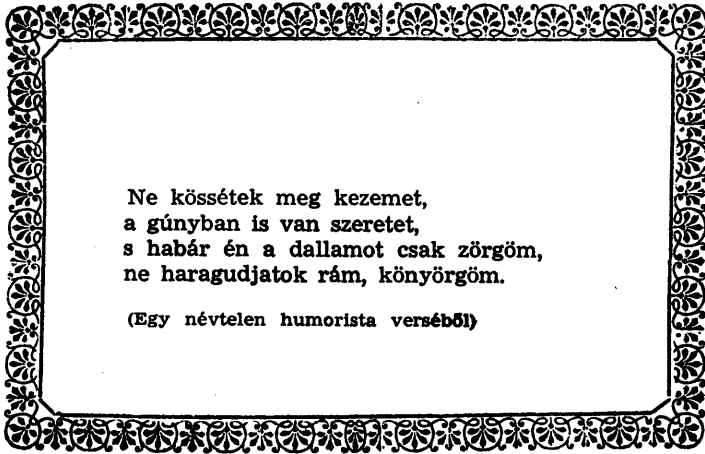 Ne kössétek meg kezemet,
a gúnyban is van szeretet,
s habár én a dallamot csak zörgöm,
ne haragudjatok rám, könyörgöm.
(Egy névtelen humorista verséből)